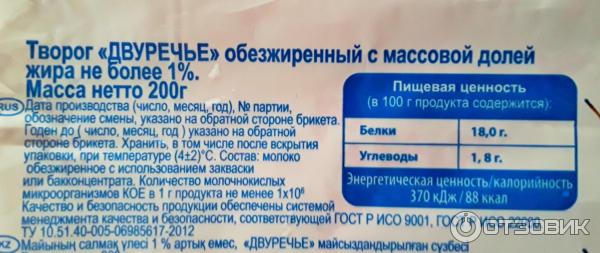 Творог «ДВУРЕЧЬЕ» обезжиренный с массовой долей
жира не более 1%.
Масса нетто 200г
RUS Дата производства (число, месяц, год), № партии,
обозначение смены, указано на обратной стороне брикета.
Годен до ( число, месяц, год ) указано на обратной
стороне брикета. Хранить, в том числе после вскрытия
упаковки, при температуре (4±2)°С. Состав: молоко
обезжиренное с использованием закваски
или бакконцентрата. Количество молочнокислых
микроорганизмов КОЕ в 1 г продукта не менее 1х10⁶
Качество и безопасность продукции обеспечены системой
менеджмента качества и безопасности, соответствующей ГОСТ Р ИСО 9001, ГОСТ Р ИСО 22000
ТУ 10.51.40-005-06985617-2012
KZ Майының салмақ үлесі 1 % артық емес, «ДВУРЕЧЬЕ» майсыздандырылған сүзбесі
Пищевая ценность
(в 100 г продукта содержится):
Белки 18,0 г.
Углеводы 1, 8 г.
Энергетическая ценность/калорийность
370 кДж / 88 ккал
ОТЗОВИК